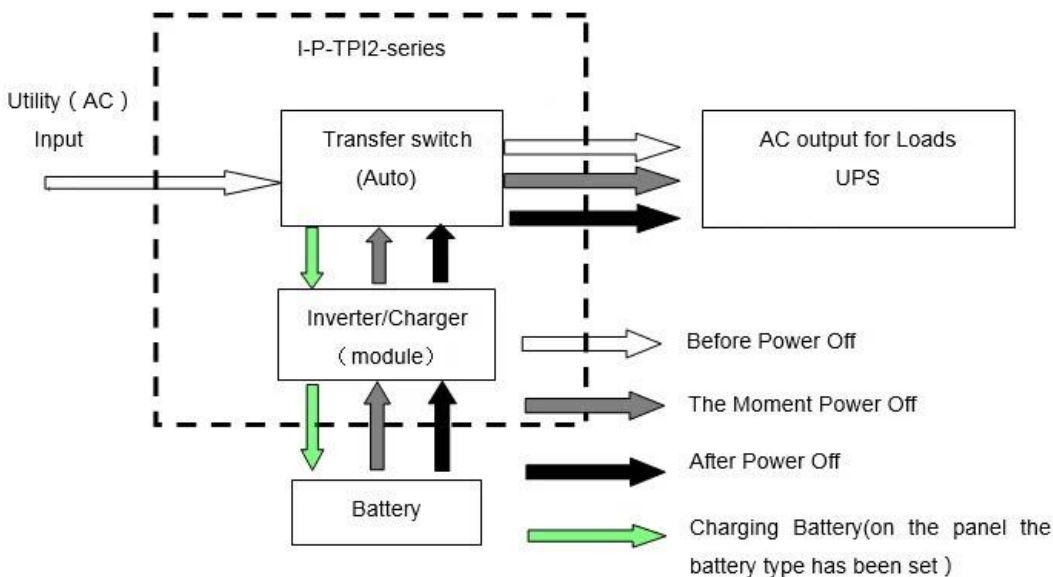 I-P-TPI2-series
Utility（AC）
Input
Transfer switch
(Auto)
AC output for Loads
UPS
Inverter/Charger
（module）
Before Power Off
The Moment Power Off
After Power Off
Battery
Charging Battery(on the panel the
battery type has been set）